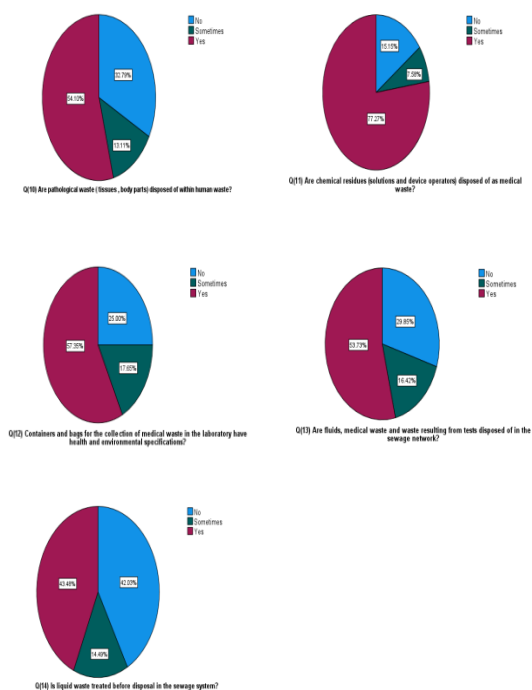 No
Sometimes
Yes
32.79%
54.10%
13.11%
Q(10) Are pathological waste ( tissues , body parts) disposed of within human waste?
No
Sometimes
Yes
15.15%
7.58%
77.27%
Q(11) Are chemical residues (solutions and device operators) disposed of as medical
waste?
No
Sometimes
Yes
25.00%
57.35%
17.65%
Q(12) Containers and bags for the collection of medical waste in the laboratory have
health and environmental specifications?
No
Sometimes
Yes
29.85%
53.73%
16.42%
Q(13) Are fluids, medical waste and waste resulting from tests disposed of in the
sewage network?
No
Sometimes
Yes
43.48%
42.03%
14.49%
Q(14) Is liquid waste treated before disposal in the sewage system?